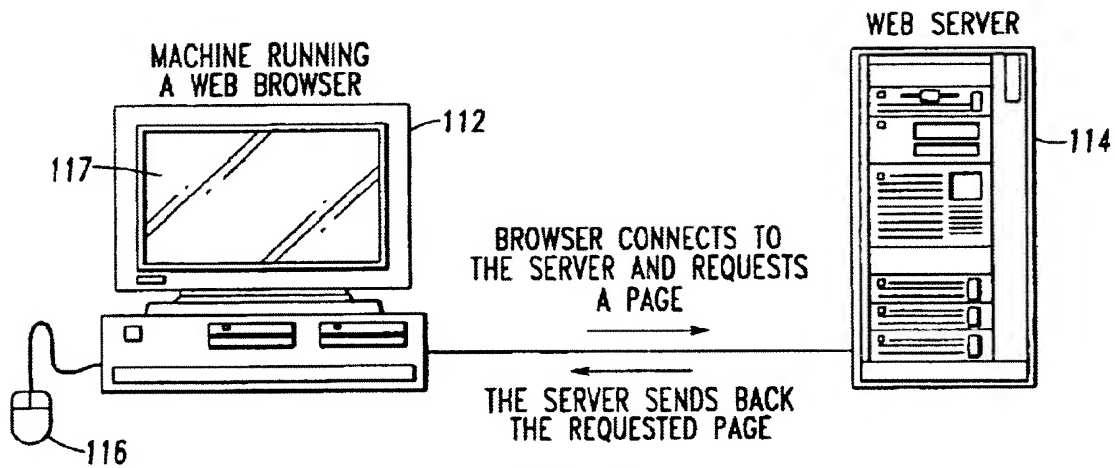 WEB SERVER
MACHINE RUNNING
A WEB BROWSER
112
117
114
BROWSER CONNECTS TO
THE SERVER AND REQUESTS
A PAGE
THE SERVER SENDS BACK
THE REQUESTED PAGE
116